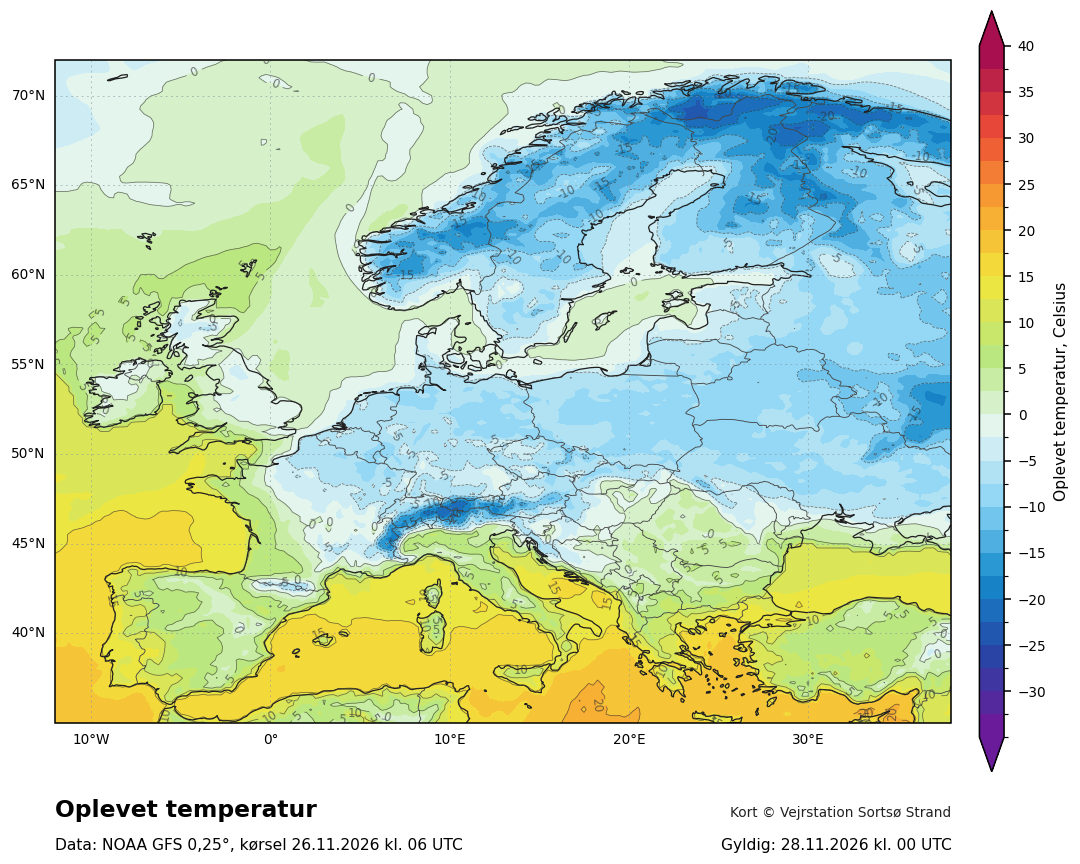 70°N
65°N
60°N
55°N
50°N
45°N
40°N
10°W
0°
10°E
20°E
30°E
40
35
30
25
20
15
10
5
0
−5
−10
−15
−20
−25
−30
Oplevet temperatur, Celsius
Oplevet temperatur
Kort © Vejrstation Sortsø Strand
Data: NOAA GFS 0,25°, kørsel 26.11.2026 kl. 06 UTC
Gyldig: 28.11.2026 kl. 00 UTC